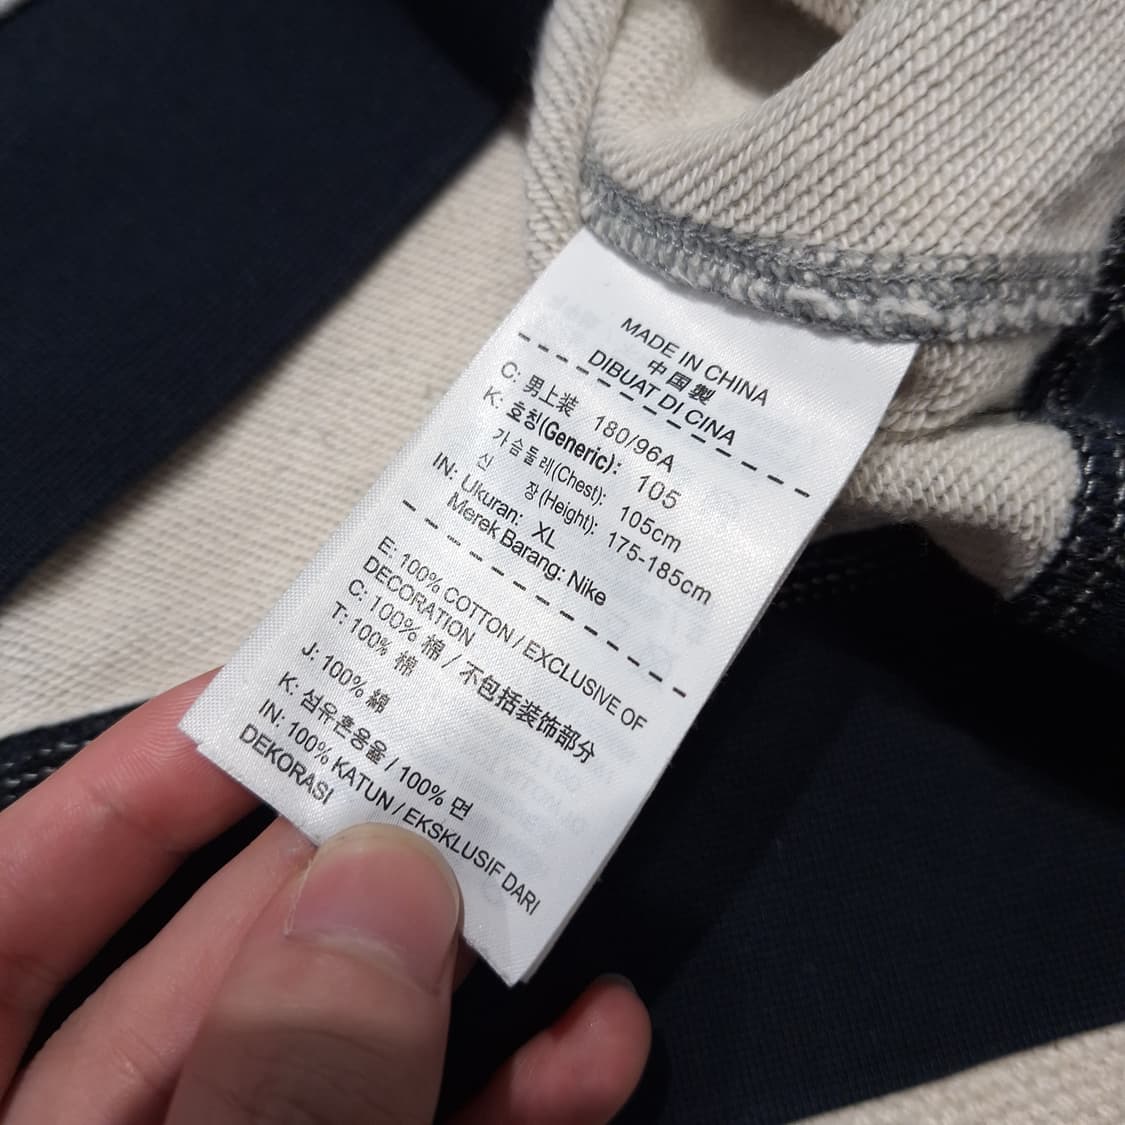 MADE IN CHINA
中国製
DIBUAT DI CINA
C: 男上装 180/96A
K: 호칭(Generic): 105
가슴둘레(Chest): 105cm
신 장(Height): 175-185cm
IN: Ukuran: XL
Merek Barang: Nike
E: 100% COTTON / EXCLUSIVE OF
DECORATION
C: 100% 棉 / 不包括装饰部分
T: 100% 棉
J: 100% 綿
K: 섬유혼용율 / 100% 면
IN: 100% KATUN / EKSKLUSIF DARI
DEKORASI